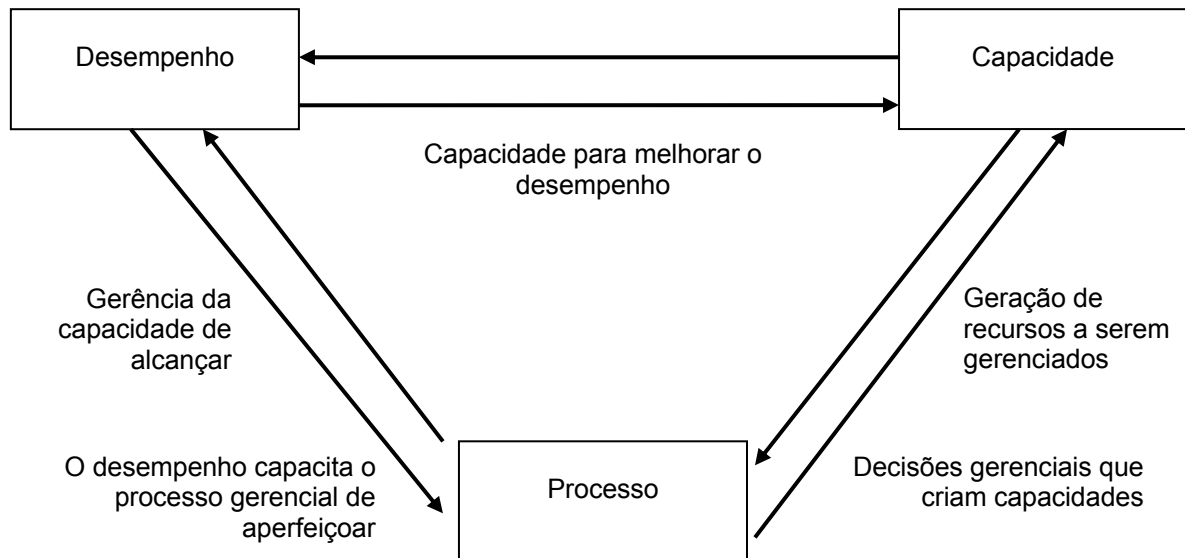 Desempenho
Capacidade
Capacidade para melhorar o
desempenho
Gerência da
capacidade de
alcançar
Geração de
recursos a serem
gerenciados
O desempenho capacita o
processo gerencial de
aperfeiçoar
Processo
Decisões gerenciais que
criam capacidades